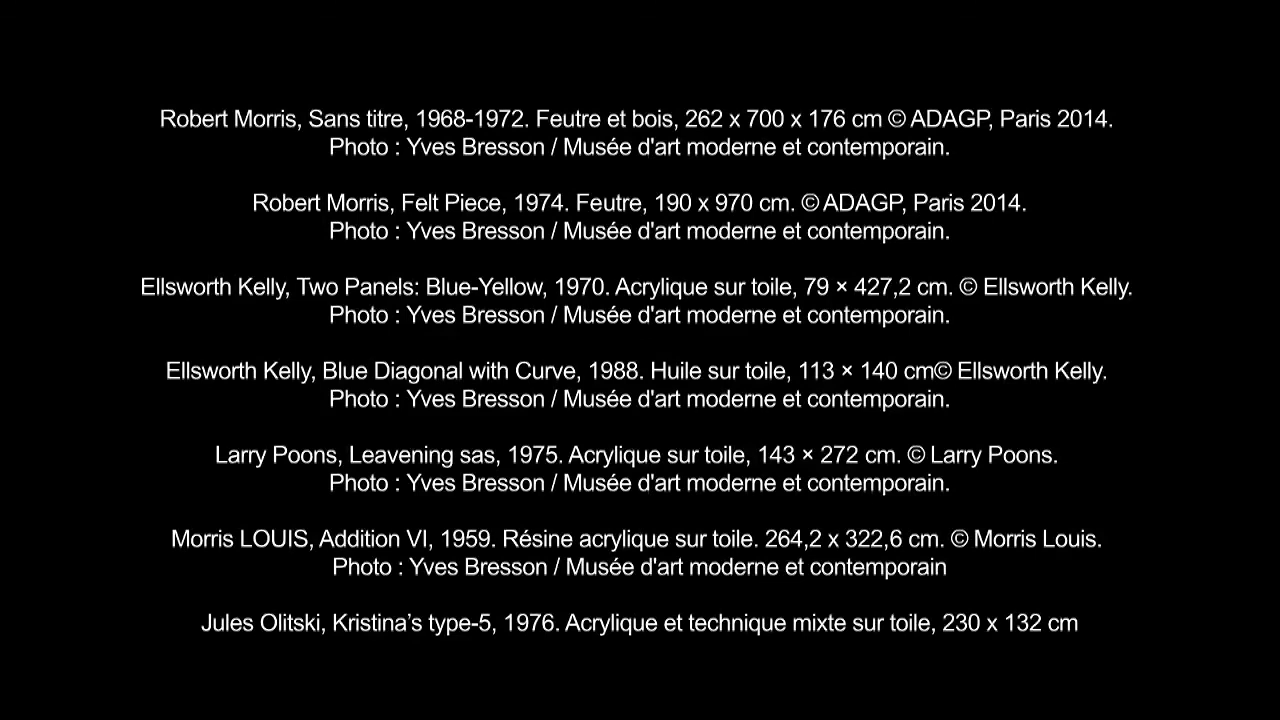 Robert Morris, Sans titre, 1968-1972. Feutre et bois, 262 x 700 x 176 cm © ADAGP, Paris 2014.
Photo : Yves Bresson / Musée d'art moderne et contemporain.
Robert Morris, Felt Piece, 1974. Feutre, 190 x 970 cm. © ADAGP, Paris 2014.
Photo : Yves Bresson / Musée d'art moderne et contemporain.
Ellsworth Kelly, Two Panels: Blue-Yellow, 1970. Acrylique sur toile, 79 × 427,2 cm. © Ellsworth Kelly.
Photo : Yves Bresson / Musée d'art moderne et contemporain.
Ellsworth Kelly, Blue Diagonal with Curve, 1988. Huile sur toile, 113 × 140 cm© Ellsworth Kelly.
Photo : Yves Bresson / Musée d'art moderne et contemporain.
Larry Poons, Leavening sas, 1975. Acrylique sur toile, 143 × 272 cm. © Larry Poons.
Photo : Yves Bresson / Musée d'art moderne et contemporain.
Morris LOUIS, Addition VI, 1959. Résine acrylique sur toile. 264,2 x 322,6 cm. © Morris Louis.
Photo : Yves Bresson / Musée d'art moderne et contemporain
Jules Olitski, Kristina’s type-5, 1976. Acrylique et technique mixte sur toile, 230 x 132 cm